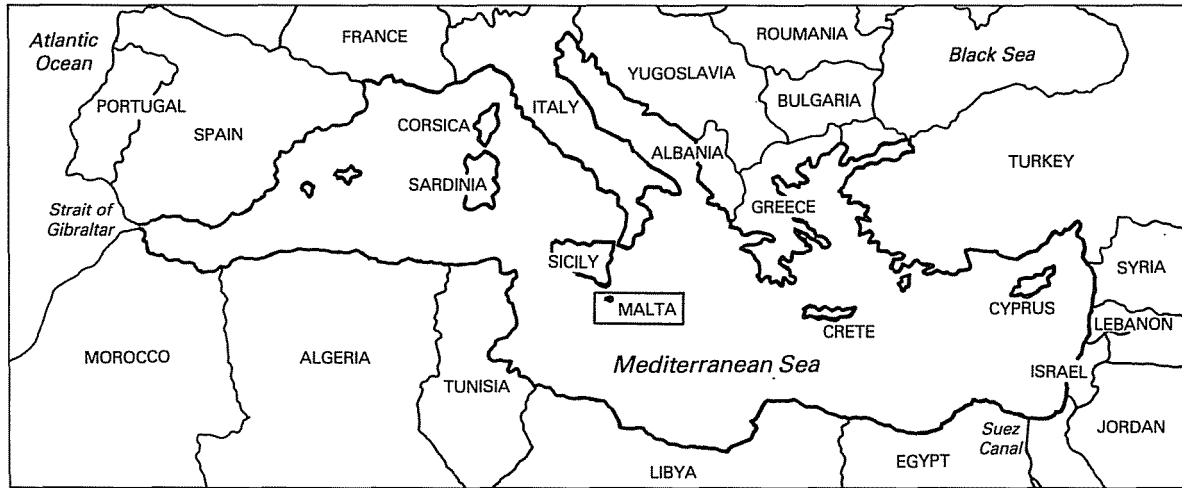 Atlantic
Ocean
FRANCE
ROUMANIA
Black Sea
YUGOSLAVIA
PORTUGAL
ITALY
BULGARIA
SPAIN
CORSICA
ALBANIA
TURKEY
SARDINIA
GREECE
Strait of
Gibraltar
SICILY
SYRIA
MALTA
CYPRUS
CRETE
LEBANON
MOROCCO
ALGERIA
TUNISIA
Mediterranean Sea
ISRAEL
Suez
Canal
JORDAN
LIBYA
EGYPT